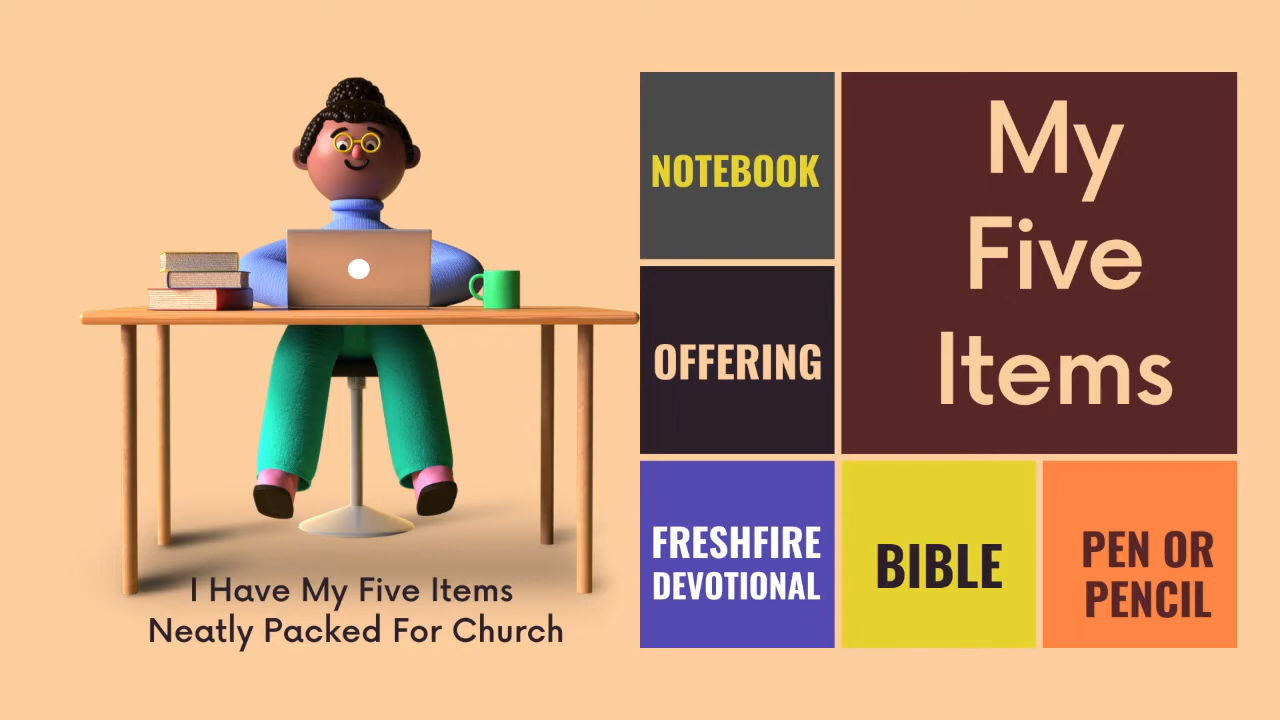 My
Five
Items
NOTEBOOK
OFFERING
FRESHFIRE
DEVOTIONAL
BIBLE
PEN OR
PENCIL
I Have My Five Items
Neatly Packed For Church